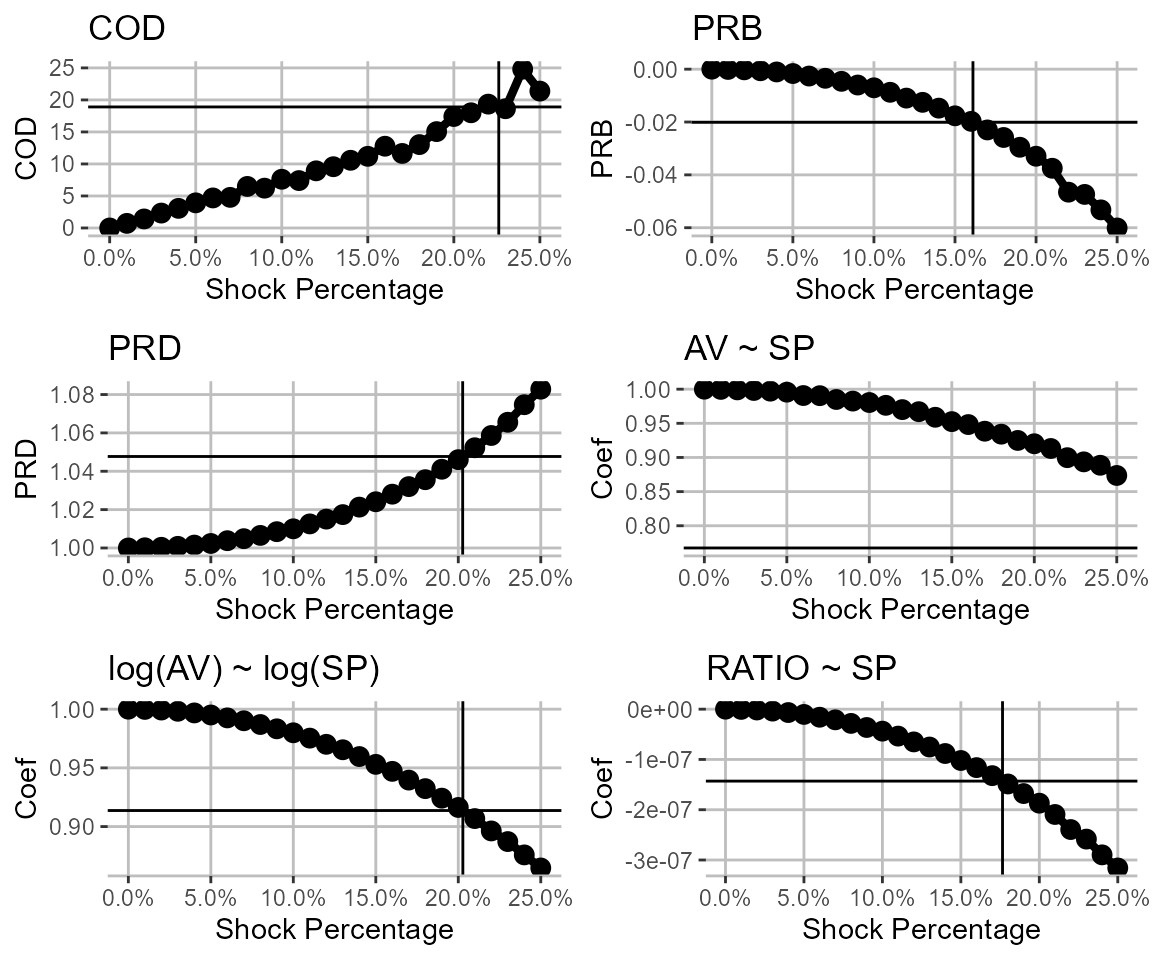 COD
COD
25
20
15
10
5
0
0.0% 5.0% 10.0% 15.0% 20.0% 25.0%
Shock Percentage
PRB
PRB
0.00
-0.02
-0.04
-0.06
0.0% 5.0% 10.0% 15.0% 20.0% 25.0%
Shock Percentage
PRD
PRD
1.08
1.06
1.04
1.02
1.00
0.0% 5.0% 10.0% 15.0% 20.0% 25.0%
Shock Percentage
AV ~ SP
Coef
1.00
0.95
0.90
0.85
0.80
0.0% 5.0% 10.0% 15.0% 20.0% 25.0%
Shock Percentage
log(AV) ~ log(SP)
Coef
1.00
0.95
0.90
0.0% 5.0% 10.0% 15.0% 20.0% 25.0%
Shock Percentage
RATIO ~ SP
Coef
0e+00
-1e-07
-2e-07
-3e-07
0.0% 5.0% 10.0% 15.0% 20.0% 25.0%
Shock Percentage